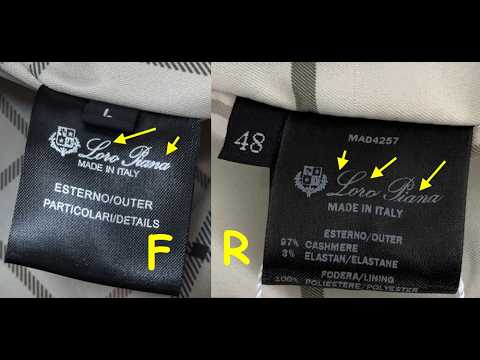 L
Loro Piana
MADE IN ITALY
ESTERNO/OUTER
PARTICOLARI/DETAILS
F
48
MAD4257
Loro Piana
MADE IN ITALY
ESTERNO/OUTER
97% CASHMERE
3% ELASTAN/ELASTANE
FODERA/LINING
100% POLIESTERE/POLYESTER
R